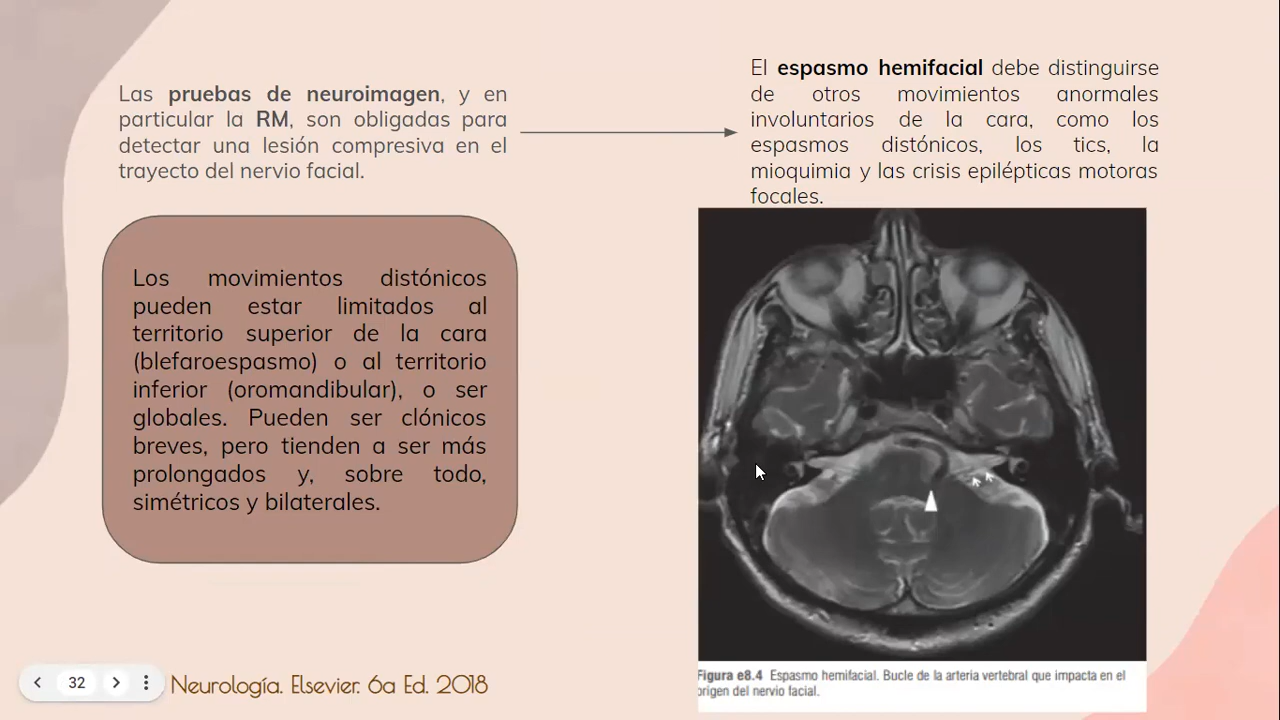 Las pruebas de neuroimagen, y en
particular la RM, son obligadas para
detectar una lesión compresiva en el
trayecto del nervio facial.
El espasmo hemifacial debe distinguirse
de otros movimientos anormales
involuntarios de la cara, como los
espasmos distónicos, los tics, la
mioquimia y las crisis epilépticas motoras
focales.
Los movimientos distónicos
pueden estar limitados al
territorio superior de la cara
(blefaroespasmo) o al territorio
inferior (oromandibular), o ser
globales. Pueden ser clónicos
breves, pero tienden a ser más
prolongados y, sobre todo,
simétricos y bilaterales.
Figura e8.4 Espasmo hemifacial. Bucle de la arteria vertebral que impacta en el
origen del nervio facial.
32
Neurología. Elsevier. 6a Ed. 2018